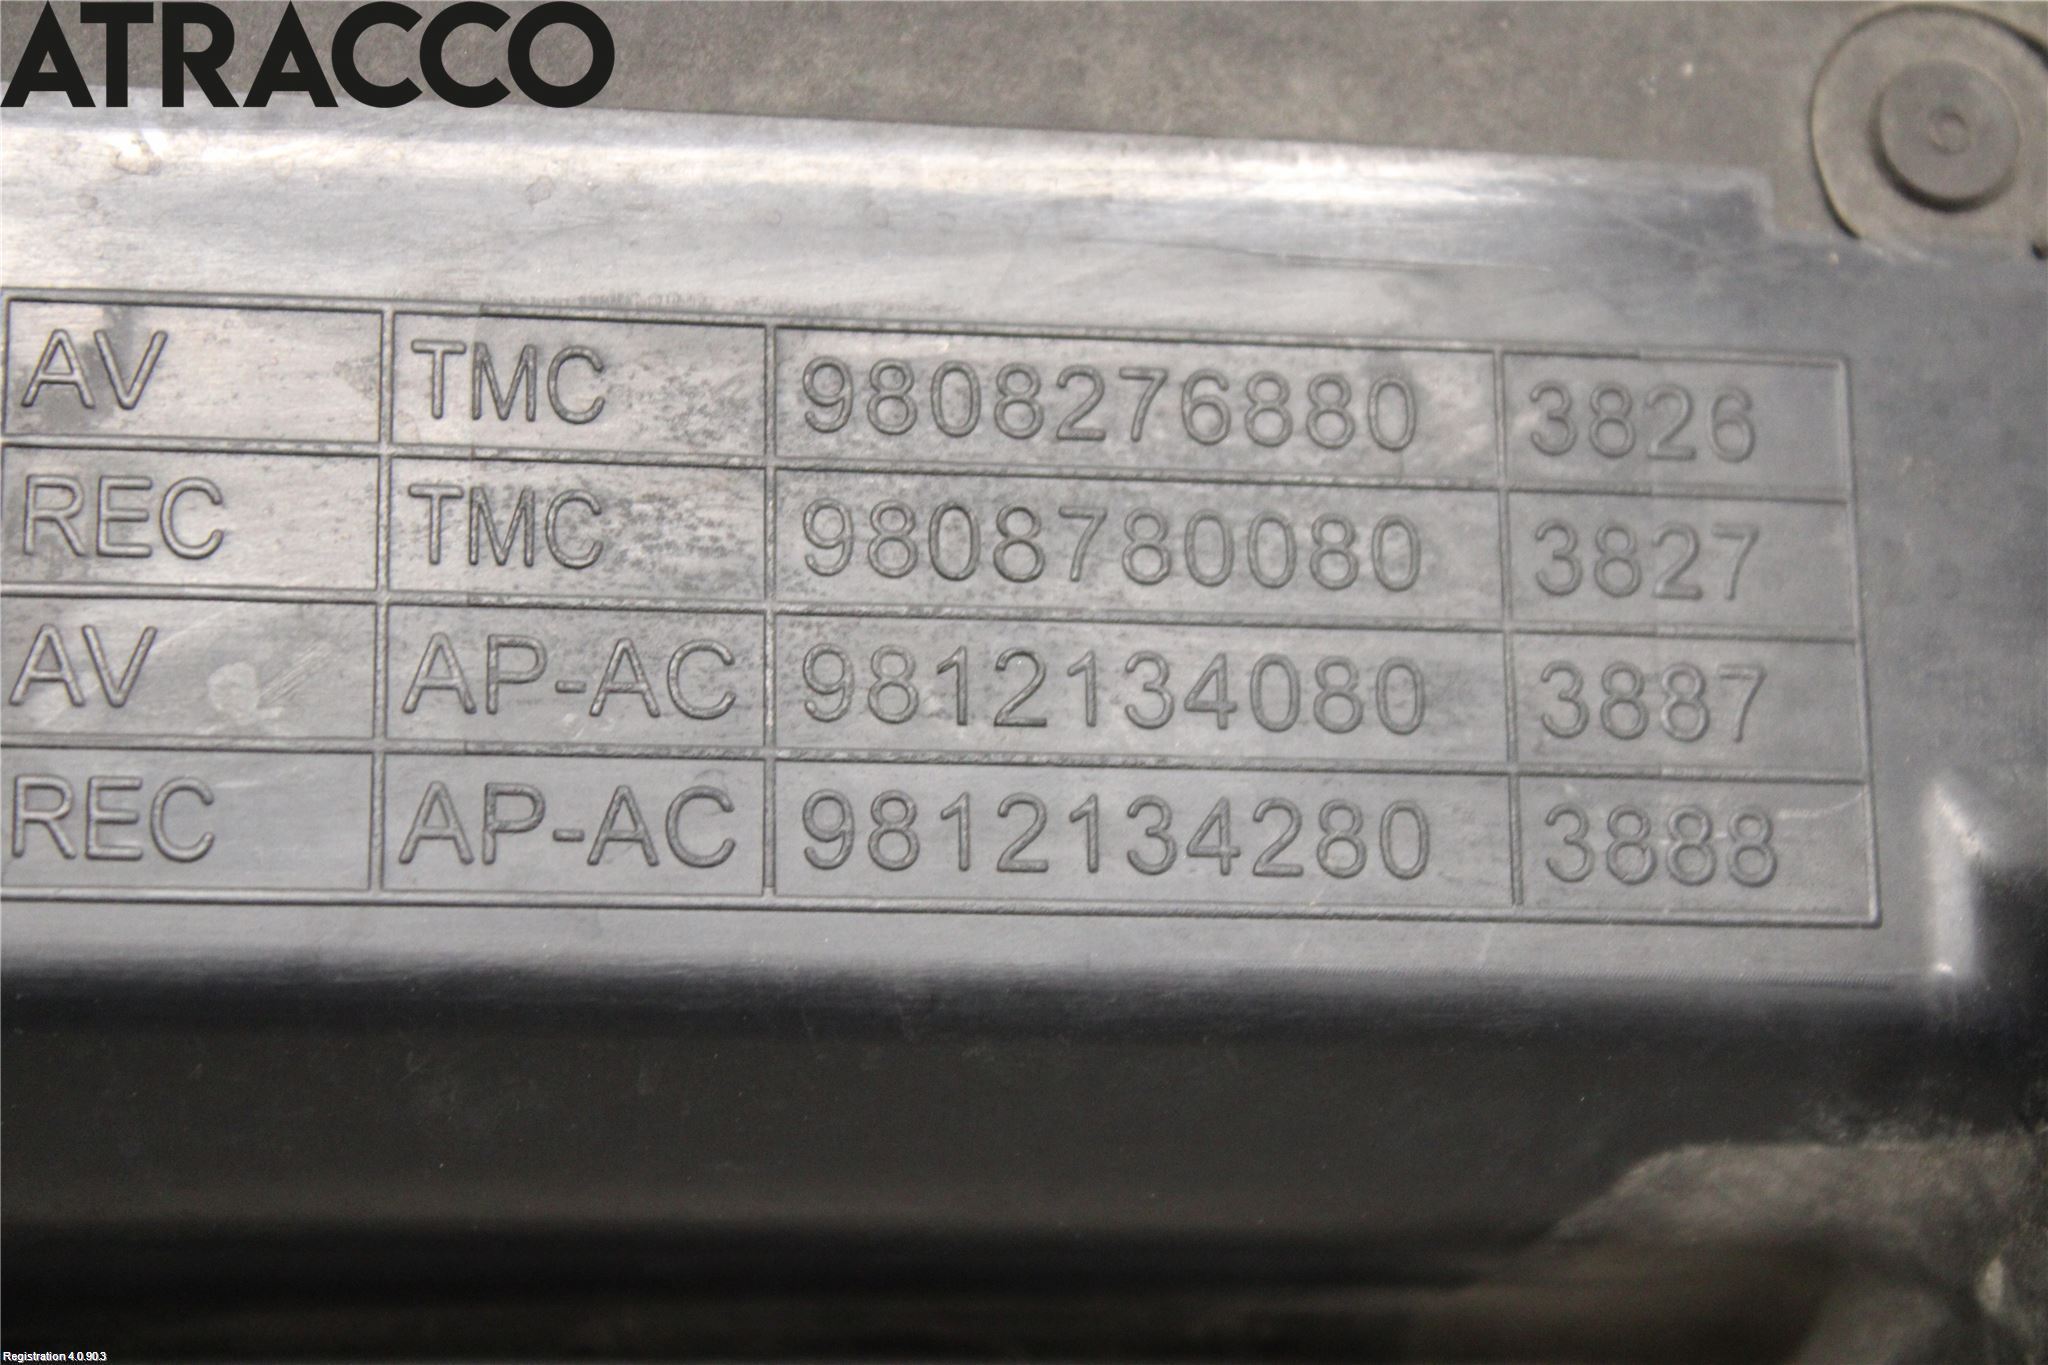 ATRACCO
AV TMC 9808276880 3826
REC TMC 9808780080 3827
AV AP-AC 9812134080 3887
REC AP-AC 9812134280 3888
Registration 4.0.90.3